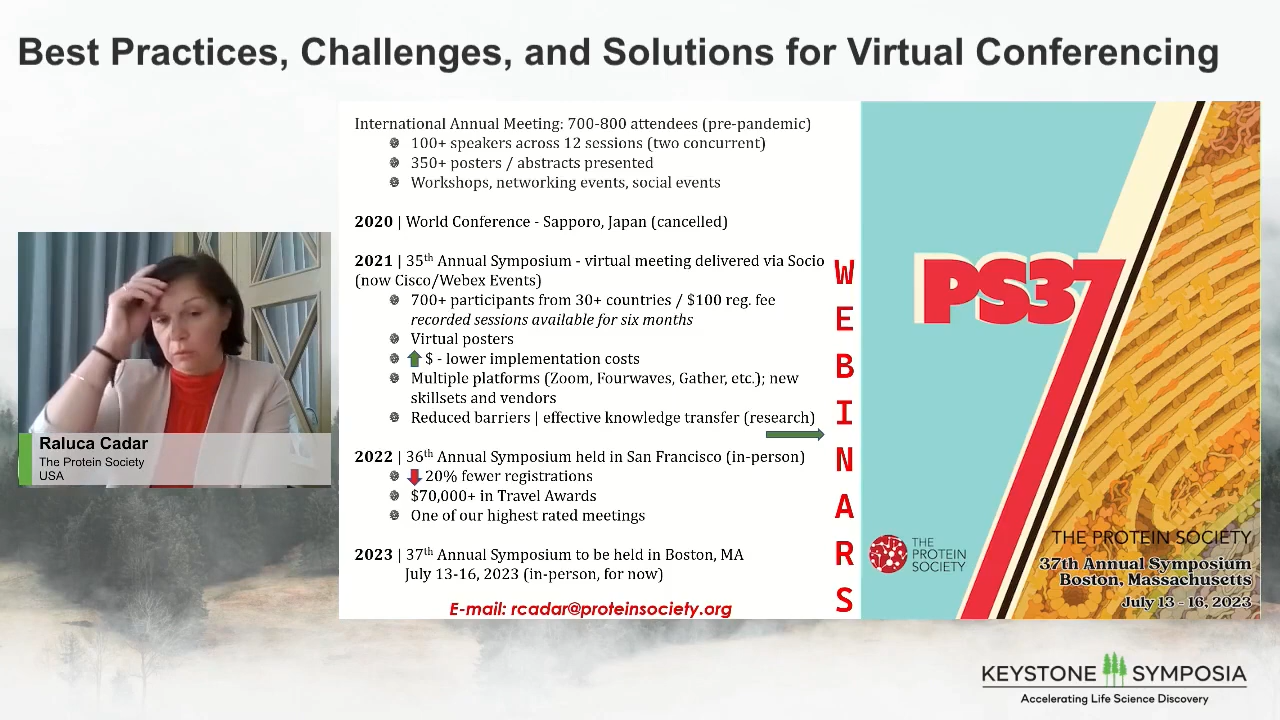 Best Practices, Challenges, and Solutions for Virtual Conferencing
International Annual Meeting: 700-800 attendees (pre-pandemic)
100+ speakers across 12 sessions (two concurrent)
350+ posters / abstracts presented
Workshops, networking events, social events
2020 | World Conference - Sapporo, Japan (cancelled)
2021 | 35th Annual Symposium - virtual meeting delivered via Socio
(now Cisco/Webex Events)
700+ participants from 30+ countries / $100 reg. fee
recorded sessions available for six months
Virtual posters
$ - lower implementation costs
Multiple platforms (Zoom, Fourwaves, Gather, etc.); new
skillsets and vendors
Reduced barriers | effective knowledge transfer (research)
2022 | 36th Annual Symposium held in San Francisco (in-person)
20% fewer registrations
$70,000+ in Travel Awards
One of our highest rated meetings
2023 | 37th Annual Symposium to be held in Boston, MA
July 13-16, 2023 (in-person, for now)
E-mail: rcadar@proteinsociety.org
WEBINARS
PS37
THE
PROTEIN
SOCIETY
THE PROTEIN SOCIETY
37th Annual Symposium
Boston, Massachusetts
July 13 - 16, 2023
Raluca Cadar
The Protein Society
USA
KEYSTONE SYMPOSIA
Accelerating Life Science Discovery